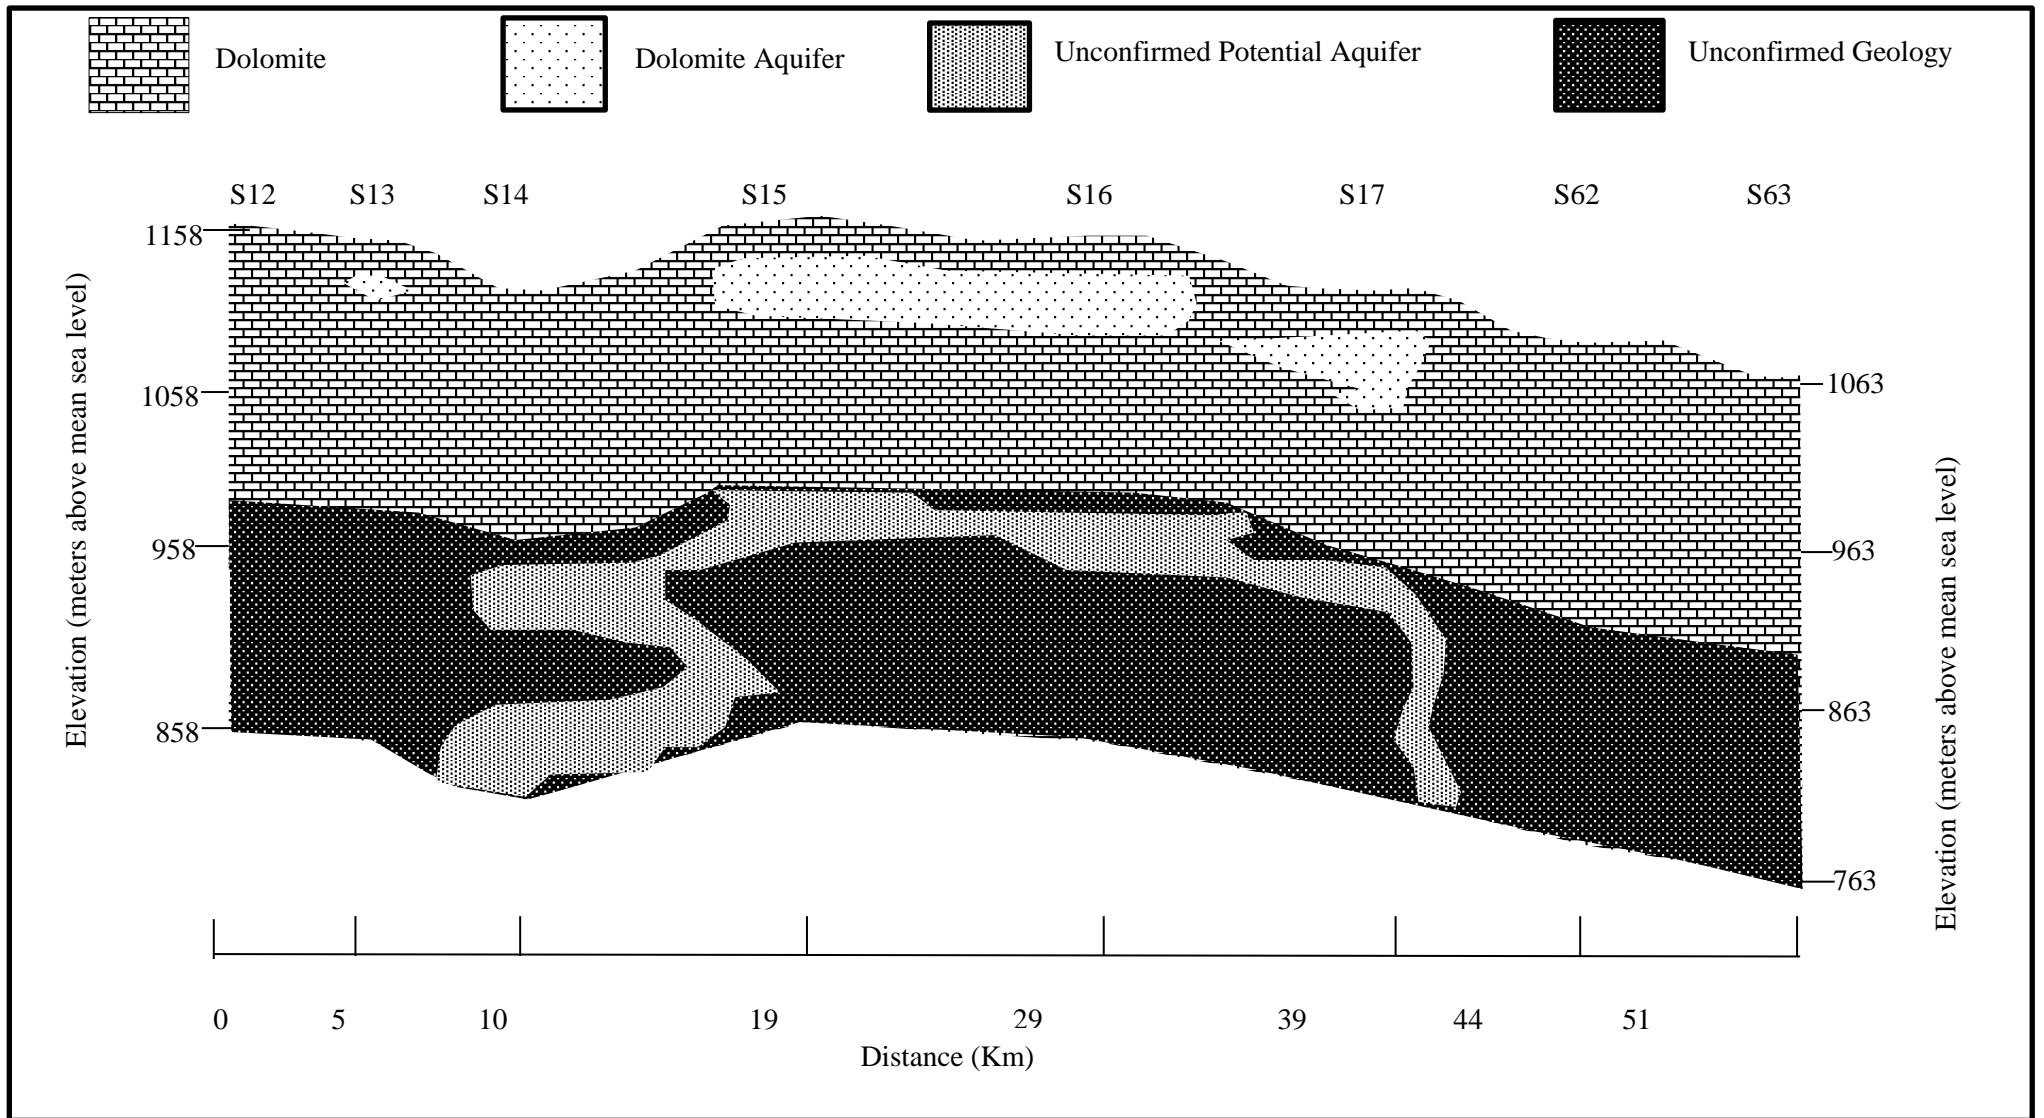 Dolomite
Dolomite Aquifer
Unconfirmed Potential Aquifer
Unconfirmed Geology
S12 S13 S14 S15 S16 S17 S62 S63
1158
1058
958
858
Elevation (meters above mean sea level)
1063
963
863
763
Elevation (meters above mean sea level)
0 5 10 19 29 39 44 51
Distance (Km)